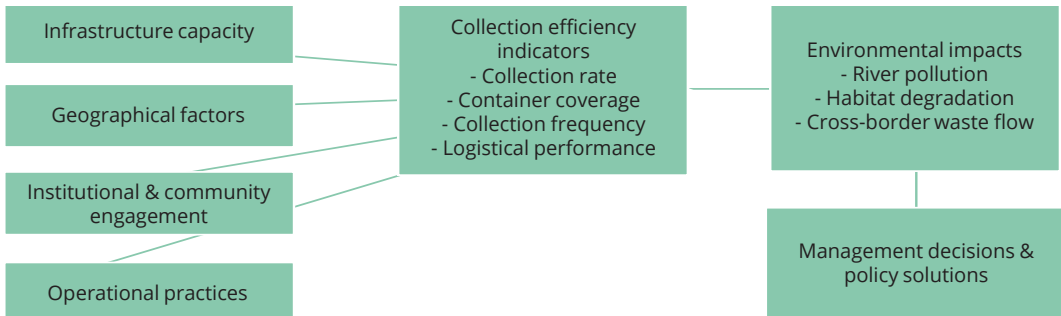 Infrastructure capacity
Geographical factors
Institutional & community
engagement
Operational practices
Collection efficiency
indicators
- Collection rate
- Container coverage
- Collection frequency
- Logistical performance
Environmental impacts
- River pollution
- Habitat degradation
- Cross-border waste flow
Management decisions &
policy solutions